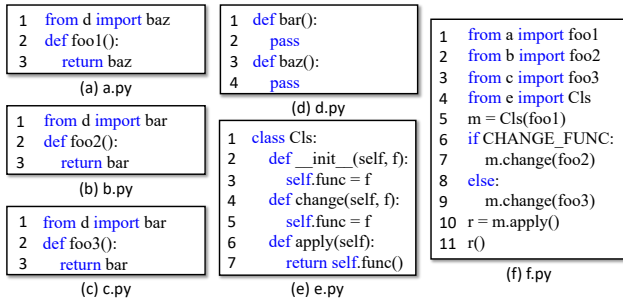 1 from d import baz
2 def foo1():
3 return baz
(a) a.py
1 from d import bar
2 def foo2():
3 return bar
(b) b.py
1 from d import bar
2 def foo3():
3 return bar
(c) c.py
1 def bar():
2 pass
3 def baz():
4 pass
(d) d.py
1 class Cls:
2 def __init__(self, f):
3 self.func = f
4 def change(self, f):
5 self.func = f
6 def apply(self):
7 return self.func()
(e) e.py
1 from a import foo1
2 from b import foo2
3 from c import foo3
4 from e import Cls
5 m = Cls(foo1)
6 if CHANGE_FUNC:
7 m.change(foo2)
8 else:
9 m.change(foo3)
10 r = m.apply()
11 r()
(f) f.py